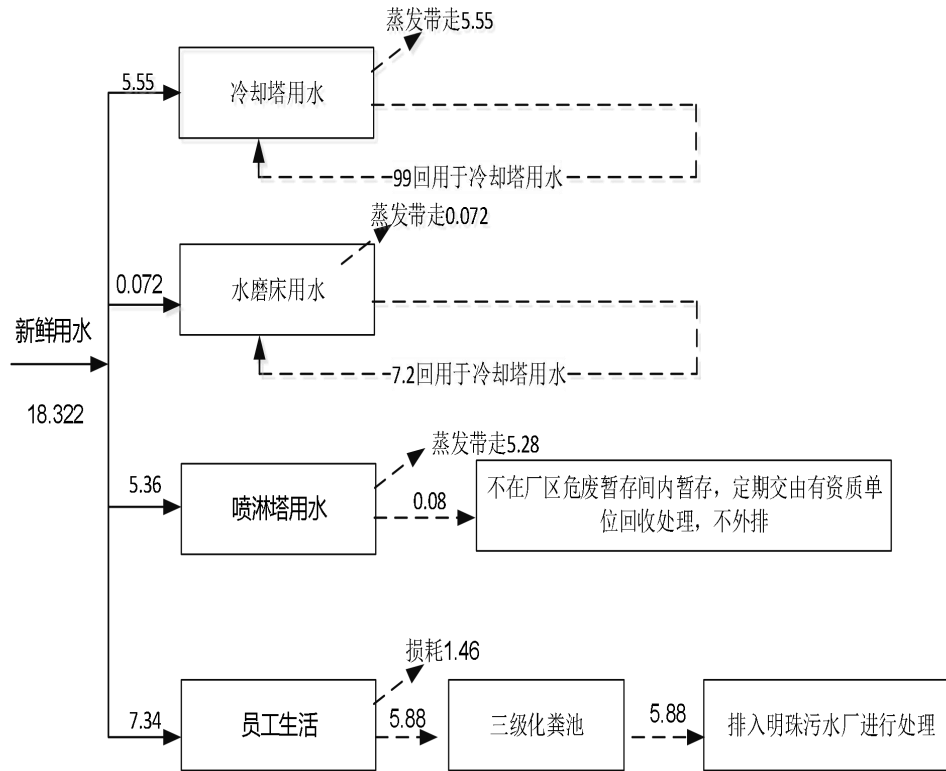 蒸发带走5.55
5.55
冷却塔用水
99回用于冷却塔用水
蒸发带走0.072
0.072
水磨床用水
7.2回用于冷却塔用水
新鲜用水
18.322
蒸发带走5.28
5.36
喷淋塔用水
0.08
不在厂区危废暂存间内暂存，定期交由有资质单
位回收处理，不外排
损耗1.46
7.34
员工生活
5.88
三级化粪池
5.88
排入明珠污水厂进行处理